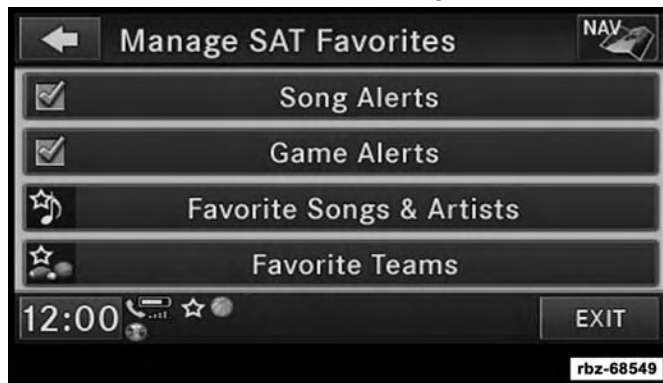 Manage SAT Favorites
NAV
Song Alerts
Game Alerts
Favorite Songs & Artists
Favorite Teams
12:00
EXIT
rbz-68549